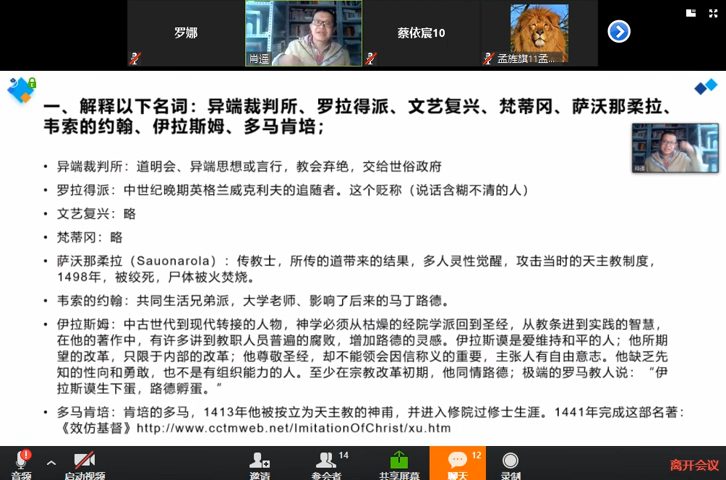 罗娜
肖遥
蔡依宸10
孟旌旗11孟...
一、解释以下名词：异端裁判所、罗拉得派、文艺复兴、梵蒂冈、萨沃那柔拉、
韦索的约翰、伊拉斯姆、多马肯培；
• 异端裁判所：道明会、异端思想或言行，教会弃绝，交给世俗政府
• 罗拉得派：中世纪晚期英格兰威克利夫的追随者。这个贬称（说话含糊不清的人）
• 文艺复兴：略
• 梵蒂冈：略
• 萨沃那柔拉（Sauonarola）：传教士，所传的道带来的结果，多人灵性觉醒，攻击当时的天主教制度，
1498年，被绞死，尸体被火焚烧。
• 韦索的约翰：共同生活兄弟派，大学老师、影响了后来的马丁路德。
• 伊拉斯姆：中古世代到现代转接的人物，神学必须从枯燥的经院学派回到圣经，从教条进到实践的智慧，
在他的著作中，有许多讲到教职人员普遍的腐败，增加路德的灵感。伊拉斯谟是爱维持和平的人；他所期
望的改革，只限于内部的改革；他尊敬圣经，却不能领会因信称义的重要，主张人有自由意志。他缺乏先
知的性向和勇敢，也不是有组织能力的人。至少在宗教改革初期，他同情路德；极端的罗马教人说：“伊
拉斯谟生下蛋，路德孵蛋。”
• 多马肯培：肯培的多马，1413年他被按立为天主教的神甫，并进入修院过修士生涯。1441年完成这部名著：
《效仿基督》http://www.cctmweb.net/ImitationOfChrist/xu.htm
肖遥
音频
启动视频
邀请
14
参会者
共享屏幕
12
聊天
录制
离开会议